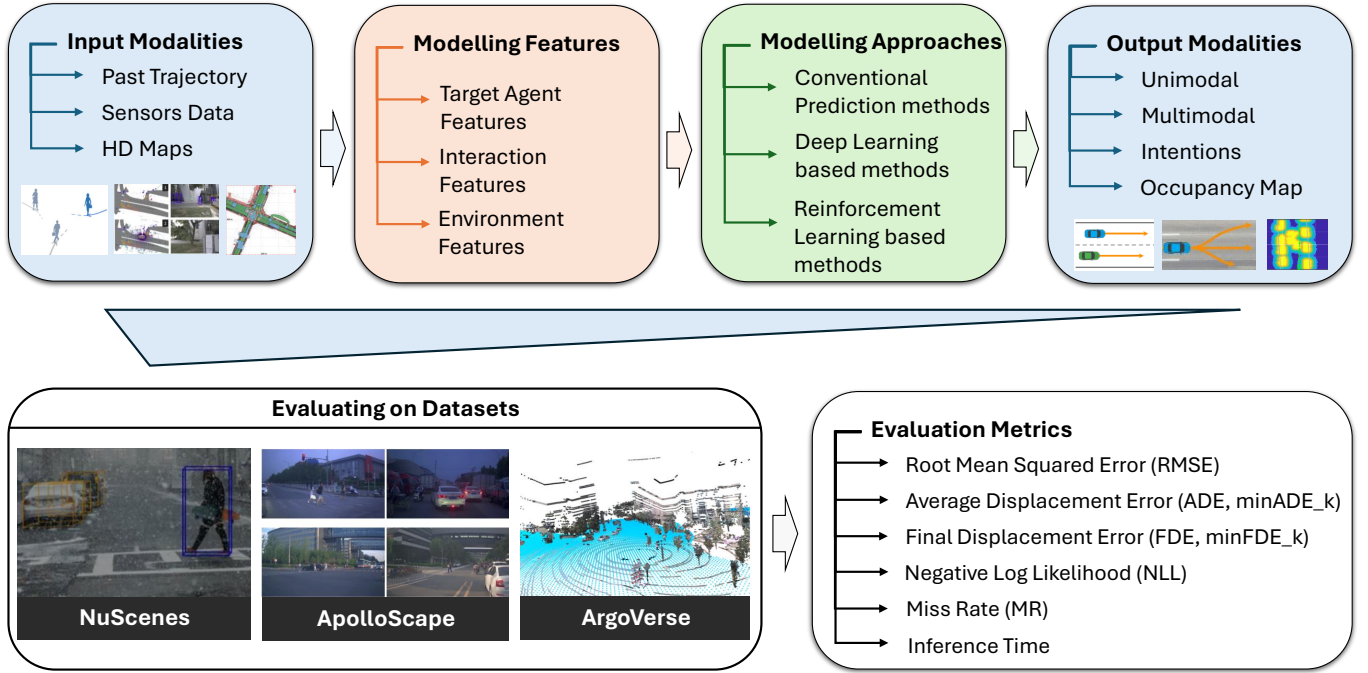 Input Modalities
Past Trajectory
Sensors Data
HD Maps
Modelling Features
Target Agent
Features
Interaction
Features
Environment
Features
Modelling Approaches
Conventional
Prediction methods
Deep Learning
based methods
Reinforcement
Learning based
methods
Output Modalities
Unimodal
Multimodal
Intentions
Occupancy Map
Evaluating on Datasets
NuScenes
ApolloScape
ArgoVerse
Evaluation Metrics
Root Mean Squared Error (RMSE)
Average Displacement Error (ADE, minADE_k)
Final Displacement Error (FDE, minFDE_k)
Negative Log Likelihood (NLL)
Miss Rate (MR)
Inference Time